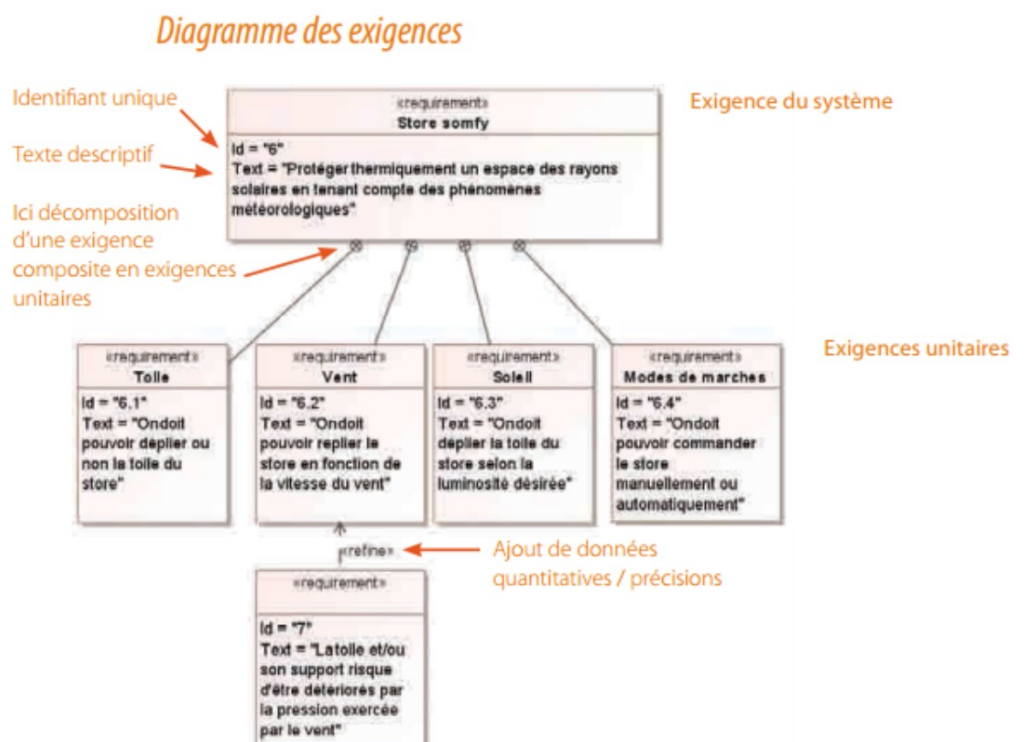 Diagramme des exigences
Identifiant unique
«requirement»
Store somfy
Exigence du système
Id = "6"
Texte descriptif
Text = "Protéger thermiquement un espace des rayons
solaires en tenant compte des phénomènes
météorologiques"
Ici décomposition
d'une exigence
composite en exigences
unitaires
Exigences unitaires
«requirement»
Toile
Id = "6.1"
Text = "Ondoit
pouvoir déplier ou
non la toile du
store"
«requirement»
Vent
Id = "6.2"
Text = "Ondoit
pouvoir replier le
store en fonction de
la vitesse du vent"
«requirement»
Soleil
Id = "6.3"
Text = "Ondoit
déplier la toile du
store selon la
luminosité désirée"
«requirement»
Modes de marches
Id = "6.4"
Text = "Ondoit
pouvoir commander
le store
manuellement ou
automatiquement"
«refine»
Ajout de données
quantitatives / précisions
«requirement»
Id = "7"
Text = "Latoile et/ou
son support risque
d'être détériorés par
la pression exercée
par le vent"